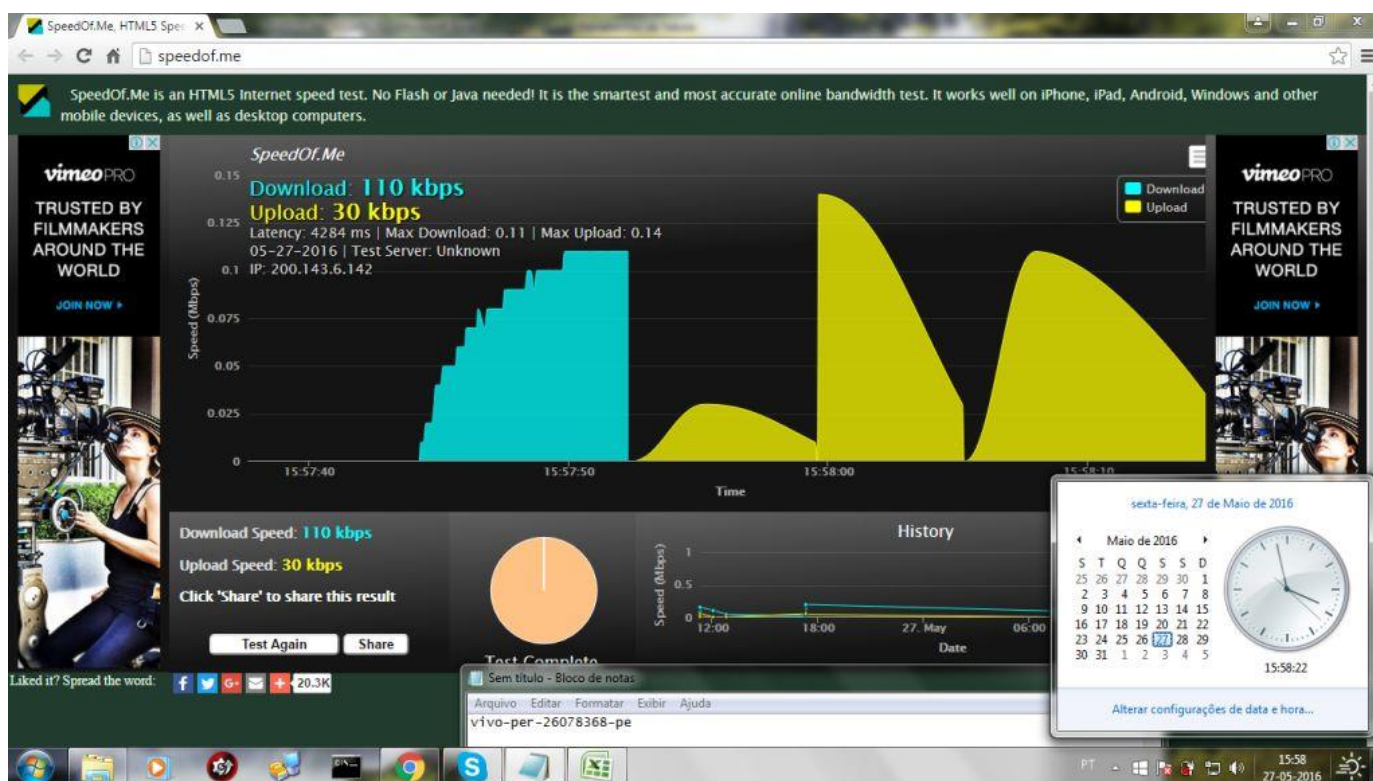 SpeedOf.Me, HTML5 Spe
speedof.me
SpeedOf.Me is an HTML5 Internet speed test. No Flash or Java needed! It is the smartest and most accurate online bandwidth test. It works well on iPhone, iPad, Android, Windows and other
mobile devices, as well as desktop computers.
vimeo PRO
TRUSTED BY
FILMMAKERS
AROUND THE
WORLD
JOIN NOW
SpeedOf.Me
Download: 110 kbps
Upload: 30 kbps
Latency: 4284 ms | Max Download: 0.11 | Max Upload: 0.14
05-27-2016 | Test Server: Unknown
IP: 200.143.6.142
Download
Upload
Speed (Mbps)
0.15
0.125
0.1
0.075
0.05
0.025
0
15:57:40 15:57:50 15:58:00 15:58:10
Time
vimeo PRO
TRUSTED BY
FILMMAKERS
AROUND THE
WORLD
JOIN NOW
Download Speed: 110 kbps
Upload Speed: 30 kbps
Click 'Share' to share this result
Test Again Share
Test Complete
History
Speed (Mbps)
1
0.5
0
12:00 18:00 27. May 06:00
Date
sexta-feira, 27 de Maio de 2016
Maio de 2016
S T Q Q S S D
25 26 27 28 29 30 1
2 3 4 5 6 7 8
9 10 11 12 13 14 15
16 17 18 19 20 21 22
23 24 25 26 27 28 29
30 31 1 2 3 4 5
15:58:22
Alterar configurações de data e hora...
Liked it? Spread the word:
20.3K
Sem título - Bloco de notas
Arquivo Editar Formatar Exibir Ajuda
vivo-per-26078368-pe
PT
15:58
27-05-2016